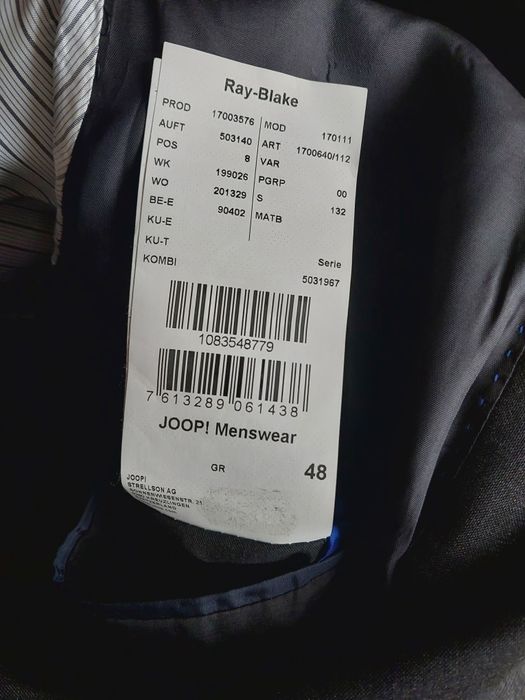 Ray-Blake
PROD 17003576 MOD 170111
AUFT 503140 ART 1700640/112
POS 8 VAR
WK 199026 PGRP 00
WO 201329 S 132
BE-E 90402 MATB
KU-E
KU-T Serie
KOMBI 5031967
1083548779
7 613289 061438
JOOP! Menswear
GR 48
JOOP!
STRELLSON AG
SONNENWIESENSTR. 21